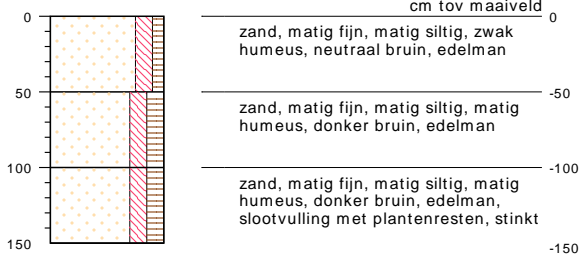 cm tov maaiveld
0 0
zand, matig fijn, matig siltig, zwak
humeus, neutraal bruin, edelman
50 -50
zand, matig fijn, matig siltig, matig
humeus, donker bruin, edelman
100 -100
zand, matig fijn, matig siltig, matig
humeus, donker bruin, edelman,
slootvulling met plantenresten, stinkt
150 -150